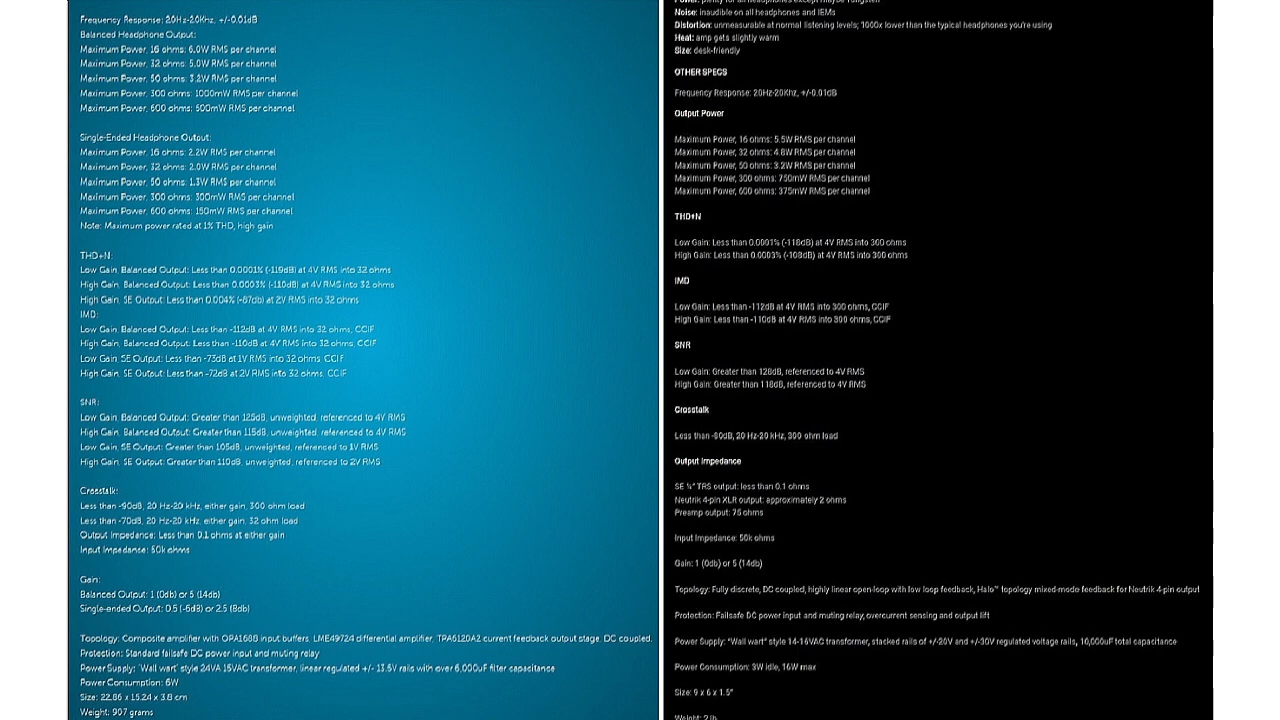 Frequency Response: 20Hz-20Khz, +/-0.01dB
Balanced Headphone Output:
Maximum Power, 16 ohms: 6.0W RMS per channel
Maximum Power, 32 ohms: 5.0W RMS per channel
Maximum Power, 50 ohms: 3.2W RMS per channel
Maximum Power, 300 ohms: 1000mW RMS per channel
Maximum Power, 600 ohms: 500mW RMS per channel
Single-Ended Headphone Output:
Maximum Power, 16 ohms: 2.2W RMS per channel
Maximum Power, 32 ohms: 2.0W RMS per channel
Maximum Power, 50 ohms: 1.3W RMS per channel
Maximum Power, 300 ohms: 300mW RMS per channel
Maximum Power, 600 ohms: 150mW RMS per channel
Note: Maximum power rated at 1% THD, high gain
THD+N:
Low Gain, Balanced Output: Less than 0.0001% (-119dB) at 4V RMS into 32 ohms
High Gain, Balanced Output: Less than 0.0003% (-110dB) at 4V RMS into 32 ohms
High Gain, SE Output: Less than 0.004% (-87db) at 2V RMS into 32 ohms
IMD:
Low Gain, Balanced Output: Less than -112dB at 4V RMS into 32 ohms, CCIF
High Gain, Balanced Output: Less than -110dB at 4V RMS into 32 ohms, CCIF
Low Gain, SE Output: Less than -73dB at 1V RMS into 32 ohms, CCIF
High Gain, SE Output: Less than -72dB at 2V RMS into 32 ohms, CCIF
SNR:
Low Gain, Balanced Output: Greater than 125dB, unweighted, referenced to 4V RMS
High Gain, Balanced Output: Greater than 115dB, unweighted, referenced to 4V RMS
Low Gain, SE Output: Greater than 105dB, unweighted, referenced to 1V RMS
High Gain, SE Output: Greater than 110dB, unweighted, referenced to 2V RMS
Crosstalk:
Less than -90dB, 20 Hz-20 kHz, either gain, 300 ohm load
Less than -70dB, 20 Hz-20 kHz, either gain, 32 ohm load
Output Impedance: Less than 0.1 ohms at either gain
Input Impedance: 50k ohms
Gain:
Balanced Output: 1 (0db) or 5 (14db)
Single-ended Output: 0.5 (-6dB) or 2.5 (8db)
Topology: Composite amplifier with OPA1688 input buffers, LME49724 differential amplifier, TPA6120A2 current feedback output stage, DC coupled.
Protection: Standard failsafe DC power input and muting relay
Power Supply: 'Wall wart' style 24VA 15VAC transformer, linear regulated +/- 13.5V rails with over 6,000uF filter capacitance
Power Consumption: 6W
Size: 22.86 x 15.24 x 3.8 cm
Weight: 907 grams
Power: plenty for all headphones except maybe Tungsten
Noise: inaudible on all headphones and IEMs
Distortion: unmeasurable at normal listening levels; 1000x lower than the typical headphones you're using
Heat: amp gets slightly warm
Size: desk-friendly
OTHER SPECS
Frequency Response: 20Hz-20Khz, +/-0.01dB
Output Power
Maximum Power, 16 ohms: 5.5W RMS per channel
Maximum Power, 32 ohms: 4.8W RMS per channel
Maximum Power, 50 ohms: 3.2W RMS per channel
Maximum Power, 300 ohms: 750mW RMS per channel
Maximum Power, 600 ohms: 375mW RMS per channel
THD+N
Low Gain: Less than 0.0001% (-118dB) at 4V RMS into 300 ohms
High Gain: Less than 0.0003% (-108dB) at 4V RMS into 300 ohms
IMD
Low Gain: Less than -112dB at 4V RMS into 300 ohms, CCIF
High Gain: Less than -110dB at 4V RMS into 300 ohms, CCIF
SNR
Low Gain: Greater than 128dB, referenced to 4V RMS
High Gain: Greater than 118dB, referenced to 4V RMS
Crosstalk
Less than -80dB, 20 Hz-20 kHz, 300 ohm load
Output Impedance
SE ¼" TRS output: less than 0.1 ohms
Neutrik 4-pin XLR output: approximately 2 ohms
Preamp output: 75 ohms
Input Impedance: 50k ohms
Gain: 1 (0db) or 5 (14db)
Topology: Fully discrete, DC coupled, highly linear open-loop with low loop feedback, Halo™ topology mixed-mode feedback for Neutrik 4-pin output
Protection: Failsafe DC power input and muting relay, overcurrent sensing and output lift
Power Supply: "Wall wart" style 14-16VAC transformer, stacked rails of +/-20V and +/-30V regulated voltage rails, 10,000uF total capacitance
Power Consumption: 3W idle, 16W max
Size: 9 x 6 x 1.5"
Weight: 2 lb